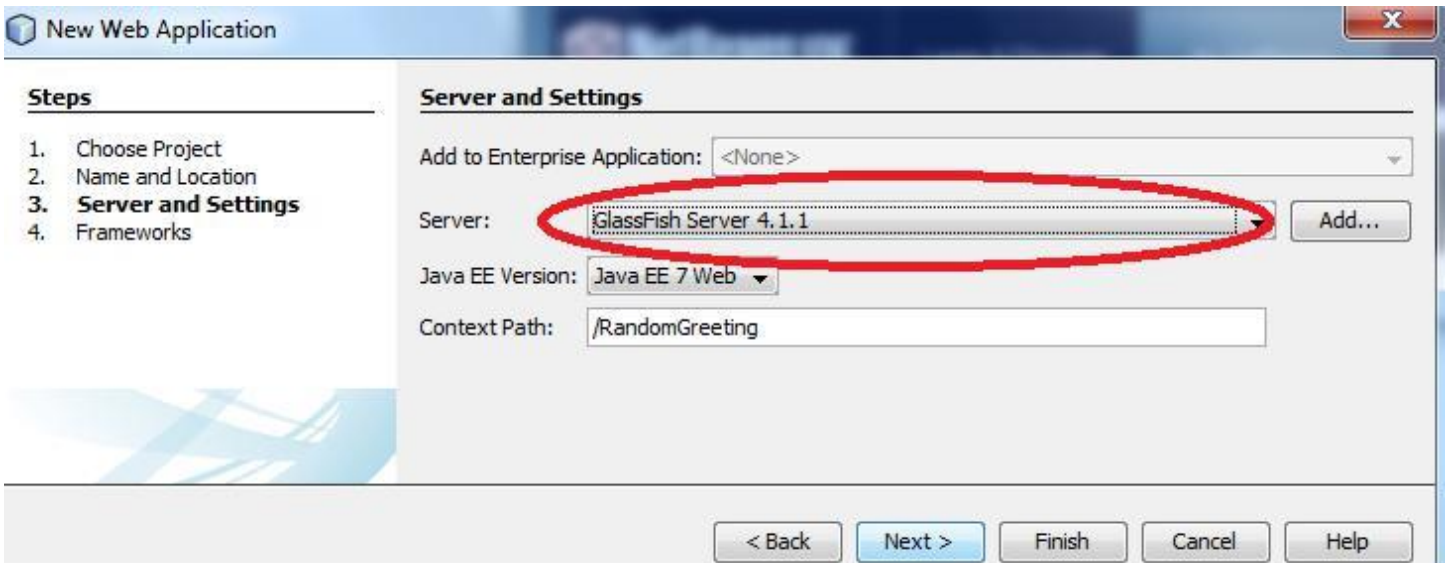 New Web Application
Steps
1. Choose Project
2. Name and Location
3. Server and Settings
4. Frameworks
Server and Settings
Add to Enterprise Application: <None>
Server: GlassFish Server 4.1.1 Add...
Java EE Version: Java EE 7 Web
Context Path: /RandomGreeting
< Back Next > Finish Cancel Help